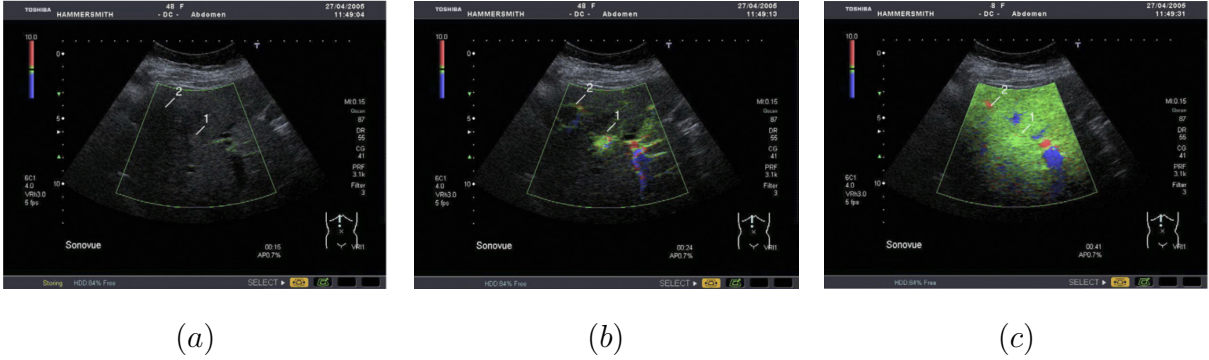 TOSHIBA HAMMERSMITH 48 F - DC - Abdomen 27/04/2005 11:49:04
10.0
0
5
10
T
2
1
MI:0.15
Gscan
87
DR
55
CG
41
PRF
3.1k
Filter
3
6C1
4.0
VRh3.0
5 fps
Sonovue
00:15
AP0.7%
VRI1
Storing HDD:64% Free SELECT
(a)
TOSHIBA HAMMERSMITH 48 F - DC - Abdomen 27/04/2005 11:49:13
10.0
0
5
10
T
2
1
MI:0.15
Gscan
87
DR
55
CG
41
PRF
3.1k
Filter
3
6C1
4.0
VRh3.0
5 fps
Sonovue
00:24
AP0.7%
VRI1
HDD:64% Free SELECT
(b)
TOSHIBA HAMMERSMITH 8 F - DC - Abdomen 27/04/2005 11:49:31
10.0
0
5
10
T
2
1
MI:0.15
Gscan
87
DR
55
CG
41
PRF
3.1k
Filter
3
6C1
4.0
VRh3.0
5 fps
Sonovue
00:41
AP0.7%
VRI1
HDD:64% Free SELECT
(c)